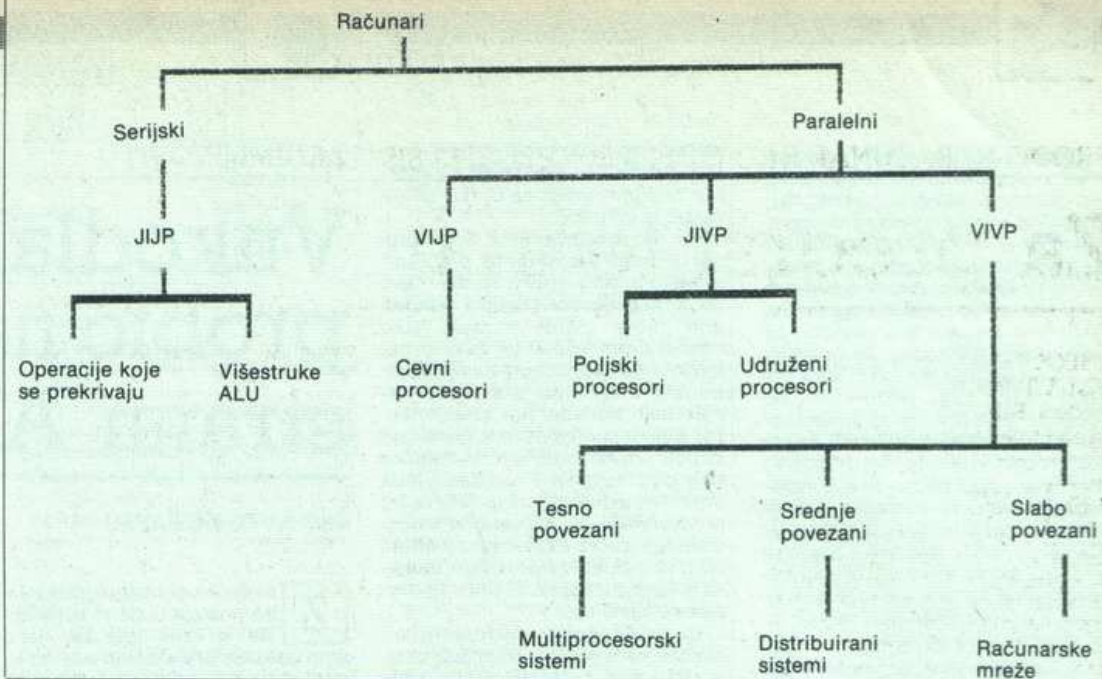 Računari
Serijski
Paralelni
JIJP
VIJP
JIVP
VIVP
Operacije koje
se prekrivaju
Višestruke
ALU
Cevni
procesori
Poljski
procesori
Udruženi
procesori
Tesno
povezani
Srednje
povezani
Slabo
povezani
Multiprocesorski
sistemi
Distribuirani
sistemi
Računarske
mreže